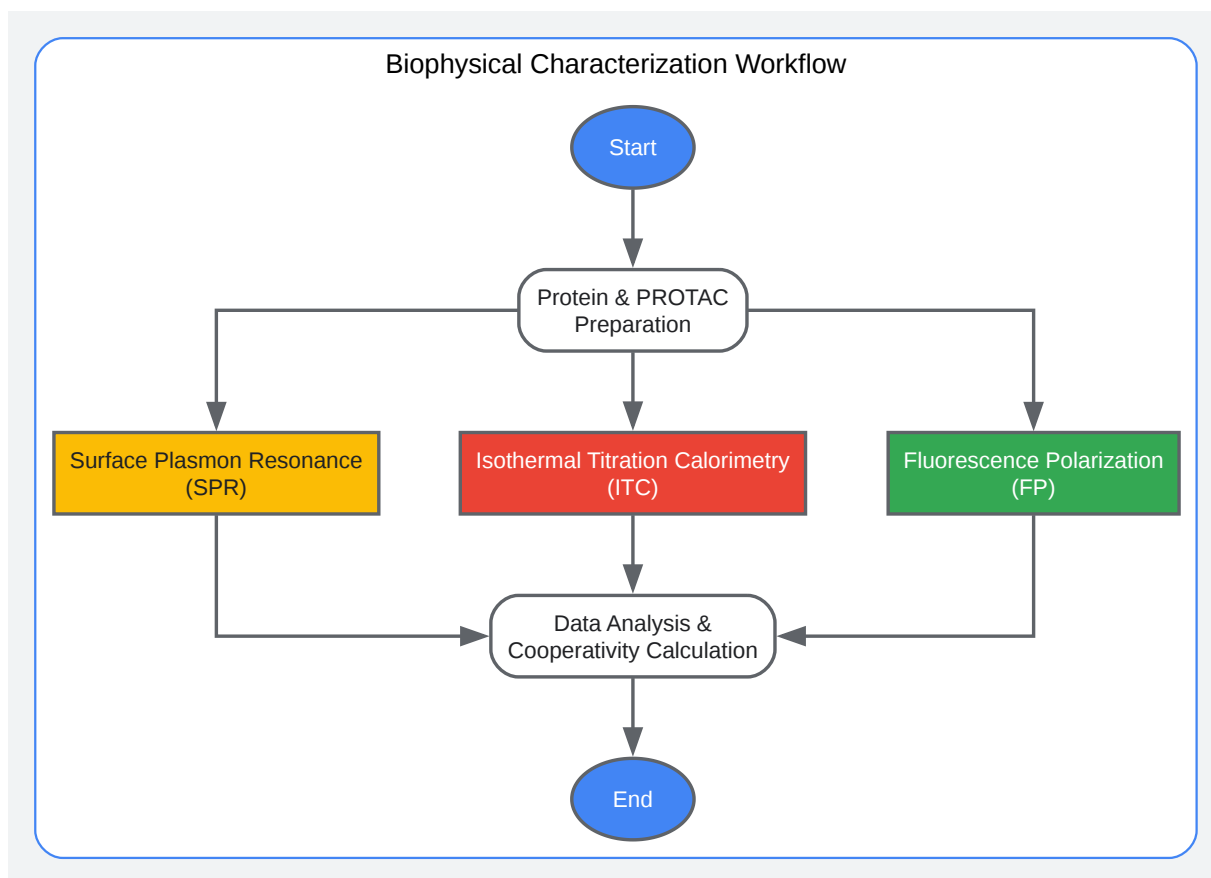 Biophysical Characterization Workflow
Start
Protein & PROTAC
Preparation
Surface Plasmon Resonance
(SPR)
Isothermal Titration Calorimetry
(ITC)
Fluorescence Polarization
(FP)
Data Analysis &
Cooperativity Calculation
End